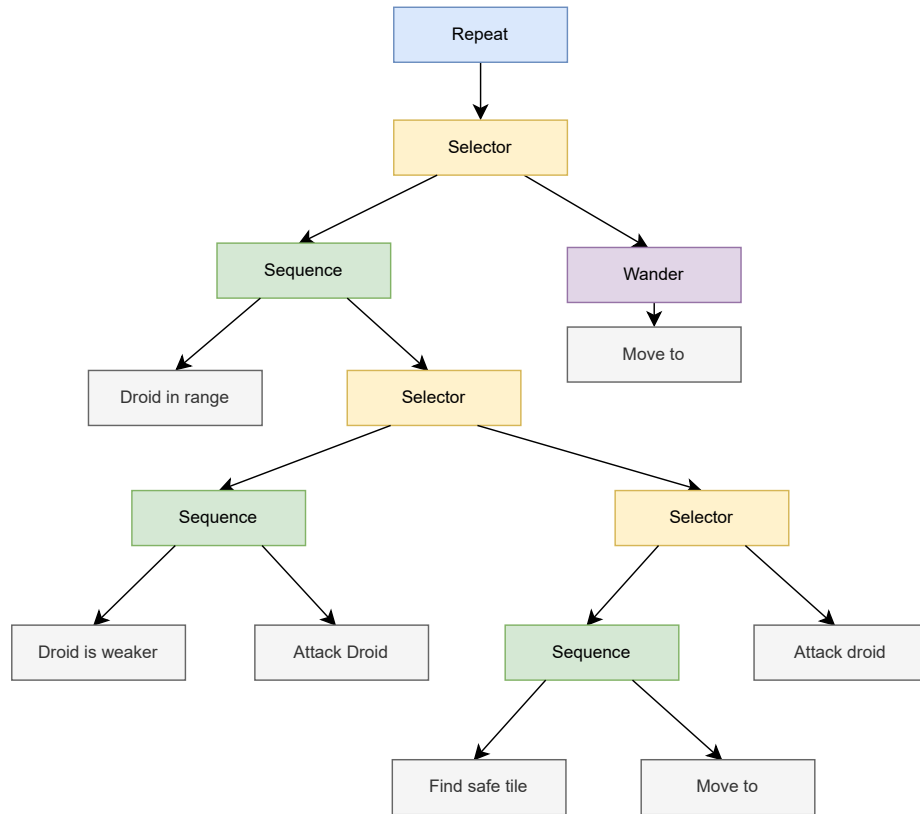 Repeat
Selector
Sequence
Wander
Move to
Droid in range
Selector
Sequence
Selector
Droid is weaker
Attack Droid
Sequence
Attack droid
Find safe tile
Move to